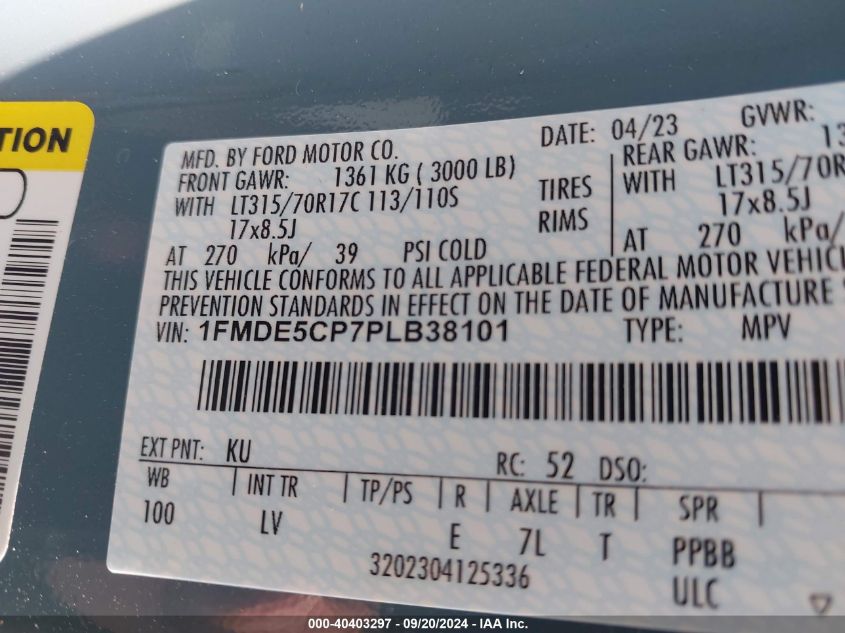 TION
MFD. BY FORD MOTOR CO. DATE: 04/23 GVWR:
FRONT GAWR: 1361 KG ( 3000 LB) REAR GAWR: 13
WITH LT315/70R17C 113/110S TIRES WITH LT315/70R
17x8.5J RIMS 17x8.5J
AT 270 kPa/ 39 PSI COLD AT 270 kPa/
THIS VEHICLE CONFORMS TO ALL APPLICABLE FEDERAL MOTOR VEHIC
PREVENTION STANDARDS IN EFFECT ON THE DATE OF MANUFACTURE
VIN: 1FMDE5CP7PLB38101 TYPE: MPV
EXT PNT: KU RC: 52 DSO:
WB INT TR TP/PS R AXLE TR SPR
100 LV E 7L T PPBB
3202304125336 ULC
000-40403297 - 09/20/2024 - IAAI Inc.